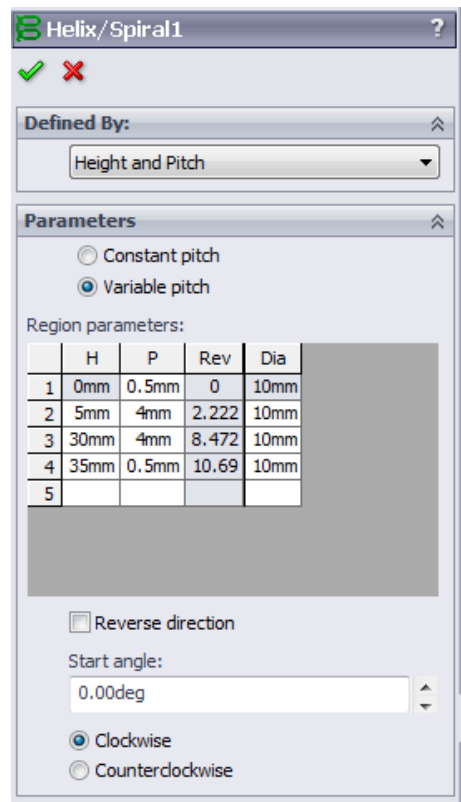 Helix/Spiral1 ?
Defined By:
Height and Pitch
Parameters
Constant pitch
Variable pitch
Region parameters:
H P Rev Dia
1 0mm 0.5mm 0 10mm
2 5mm 4mm 2.222 10mm
3 30mm 4mm 8.472 10mm
4 35mm 0.5mm 10.69 10mm
5
Reverse direction
Start angle:
0.00deg
Clockwise
Counterclockwise